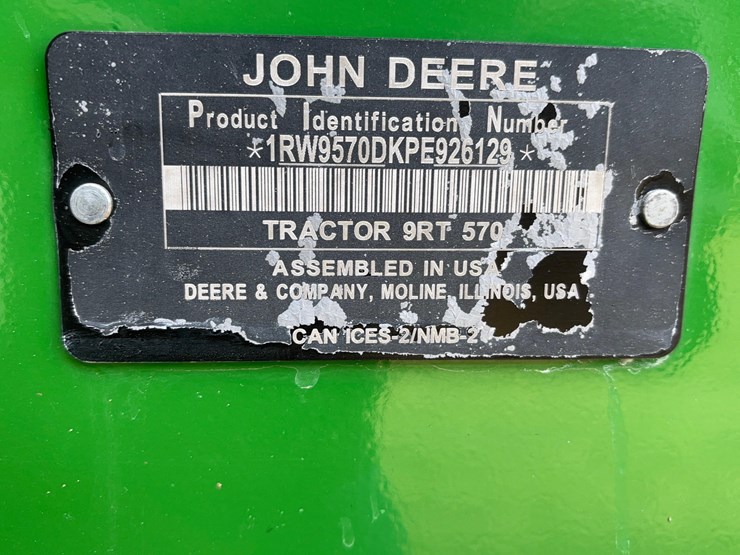 JOHN DEERE
Product Identification Number
*1RW9570DKPE926129*
TRACTOR 9RT 570
ASSEMBLED IN USA
DEERE & COMPANY, MOLINE, ILLINOIS, USA
CAN ICES-2/NMB-2